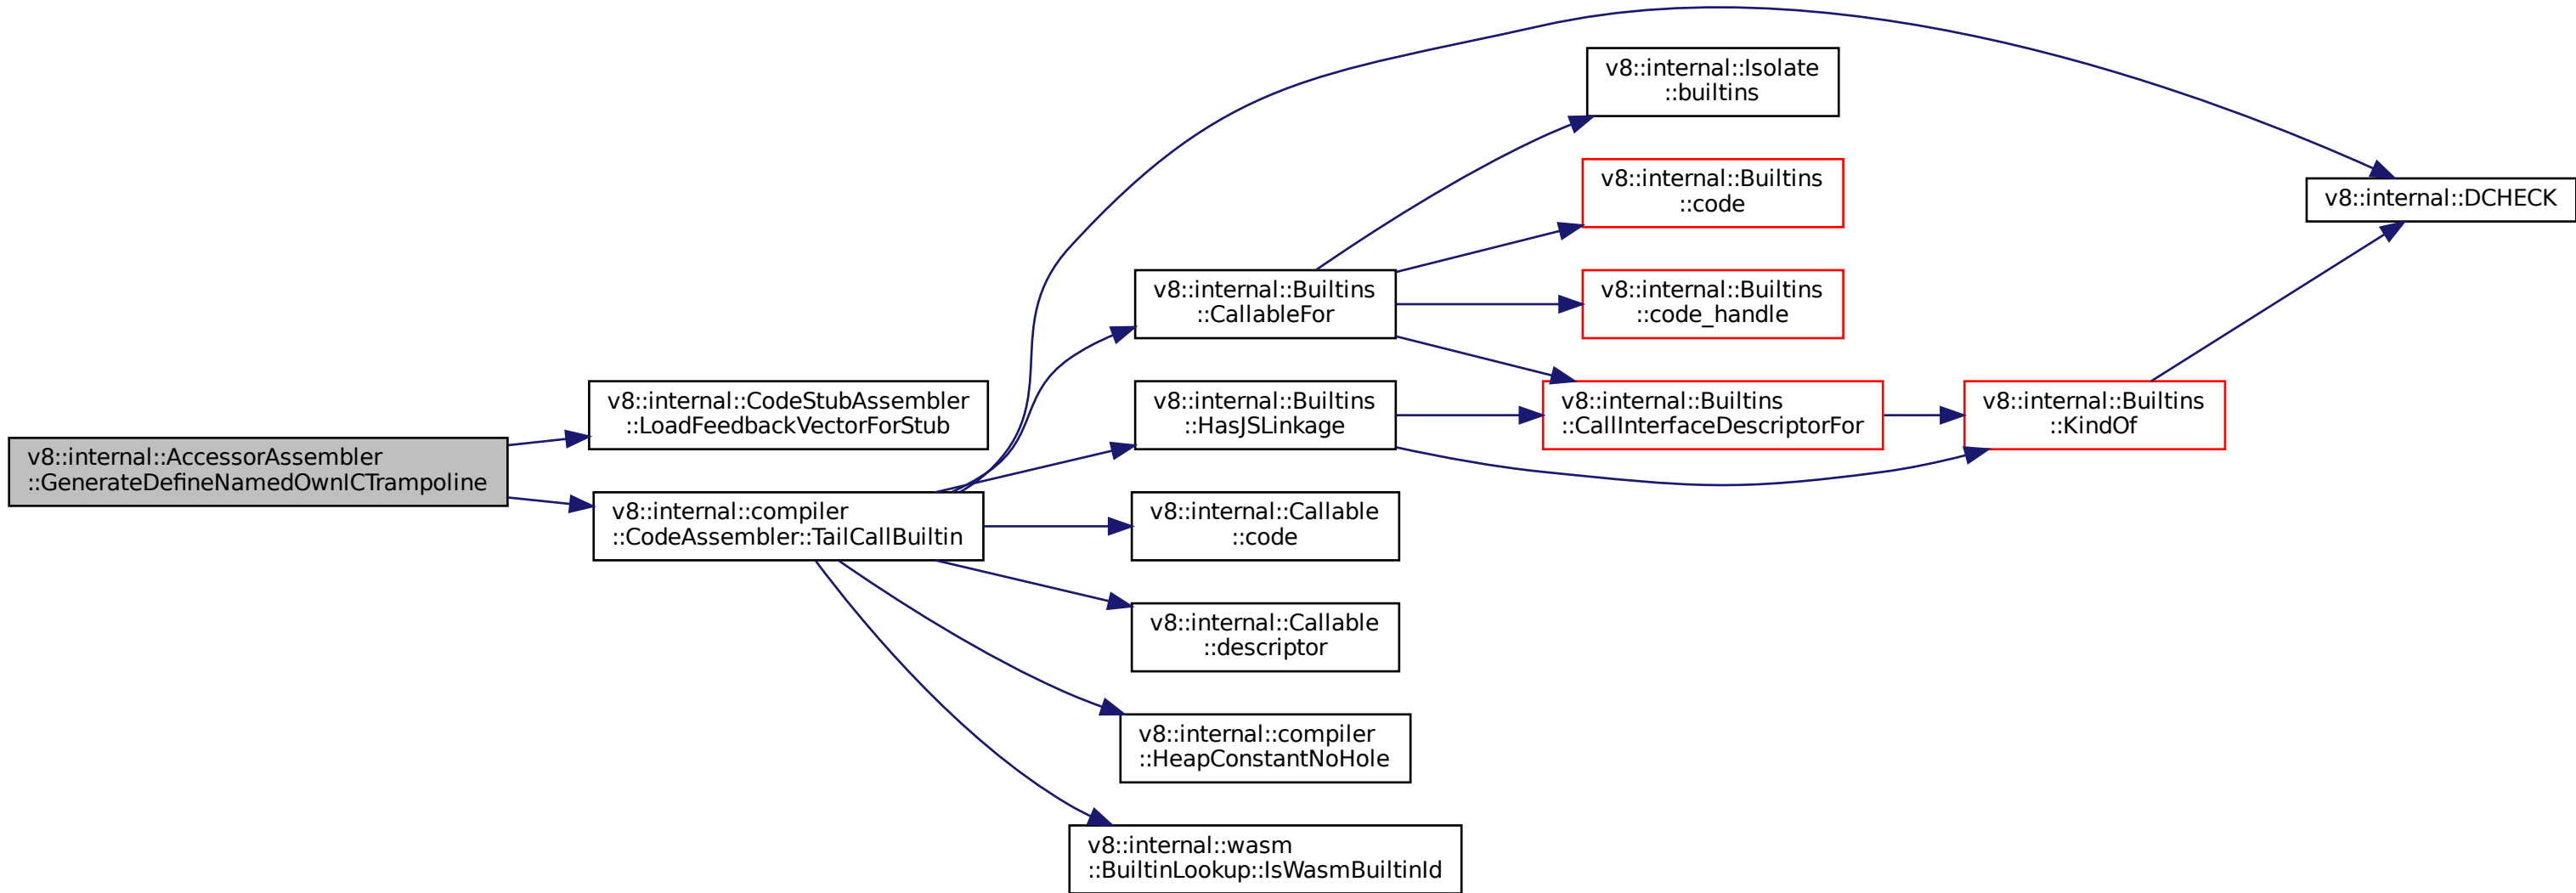 v8::internal::AccessorAssembler
::GenerateDefineNamedOwnICTrampoline
v8::internal::CodeStubAssembler
::LoadFeedbackVectorForStub
v8::internal::compiler
::CodeAssembler::TailCallBuiltin
v8::internal::Builtins
::CallableFor
v8::internal::Builtins
::HasJSLinkage
v8::internal::Callable
::code
v8::internal::Callable
::descriptor
v8::internal::compiler
::HeapConstantNoHole
v8::internal::wasm
::BuiltinLookup::IsWasmBuiltinId
v8::internal::Isolate
::builtins
v8::internal::Builtins
::code
v8::internal::Builtins
::code_handle
v8::internal::Builtins
::CallInterfaceDescriptorFor
v8::internal::Builtins
::KindOf
v8::internal::DCHECK